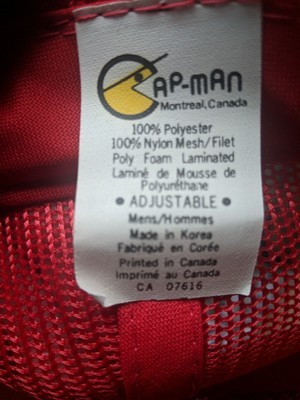 CAP-MAN
Montreal, Canada
100% Polyester
100% Nylon Mesh/Filet
Poly Foam Laminated
Laminé de Mousse de
Polyuréthane
• ADJUSTABLE •
Mens/Hommes
Made in Korea
Fabriqué en Corée
Printed in Canada
Imprimé au Canada
CA 07616